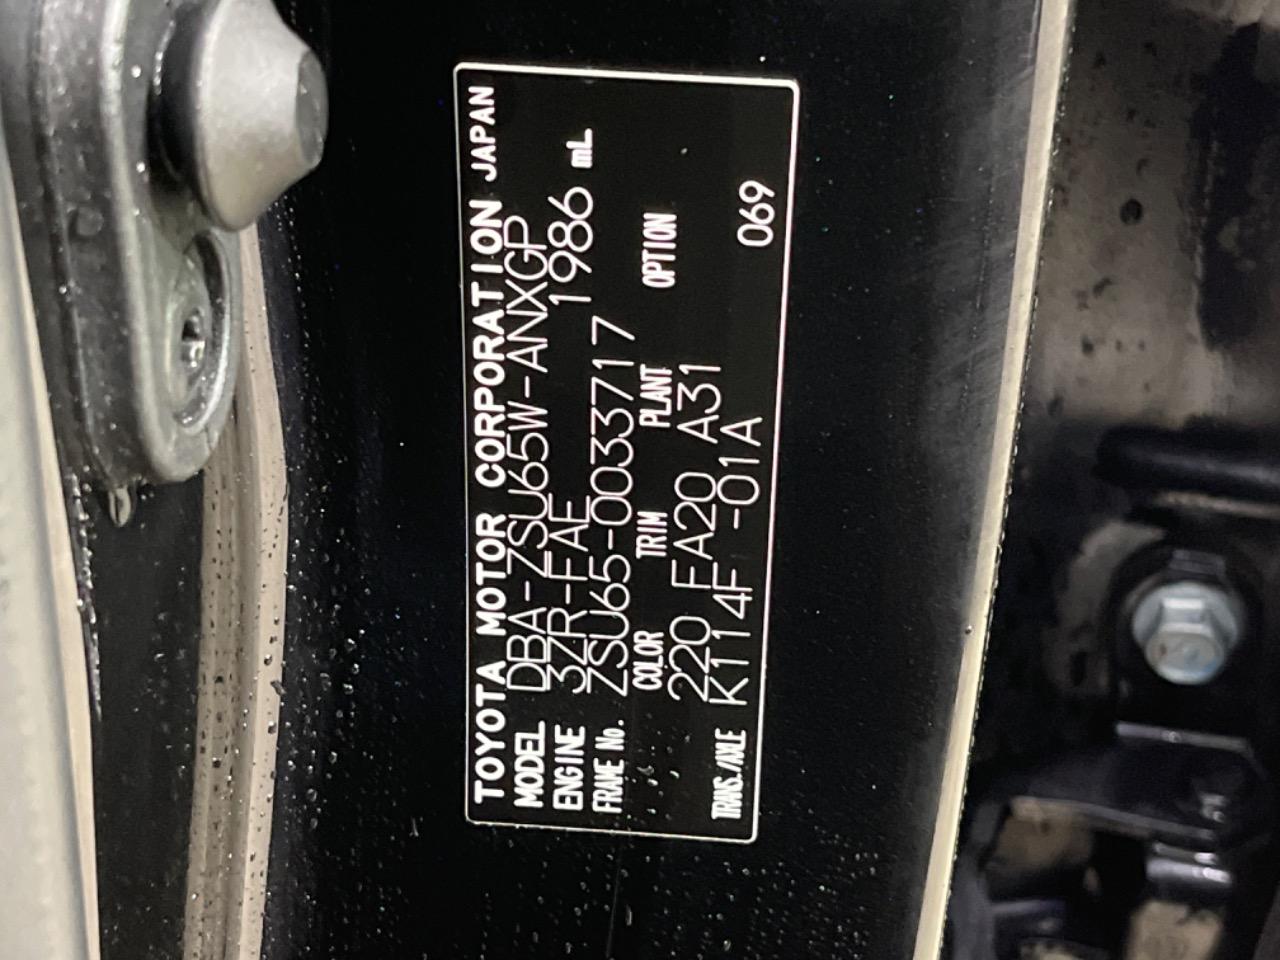 TOYOTA MOTOR CORPORATION JAPAN
MODEL DBA-ZSU65W-ANXGP
ENGINE 3ZR-FAE 1986 mL
FRAME No. ZSU65-0033717
COLOR TRIM PLANT OPTION
220 FA20 A31
TRANS./AXLE K114F -01A 069